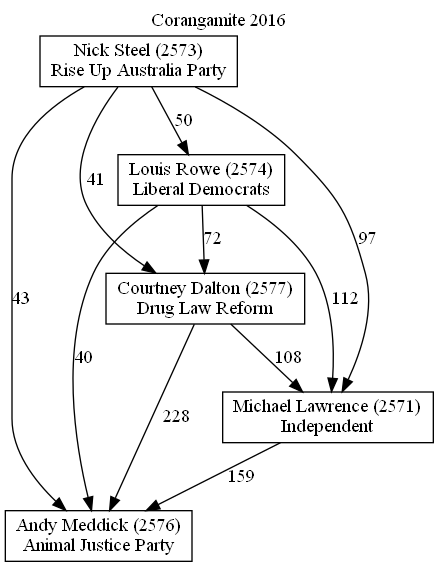 Corangamite 2016
Nick Steel (2573)
Rise Up Australia Party
50
Louis Rowe (2574)
Liberal Democrats
41
97
72
Courtney Dalton (2577)
Drug Law Reform
43
112
40
108
Michael Lawrence (2571)
Independent
228
159
Andy Meddick (2576)
Animal Justice Party